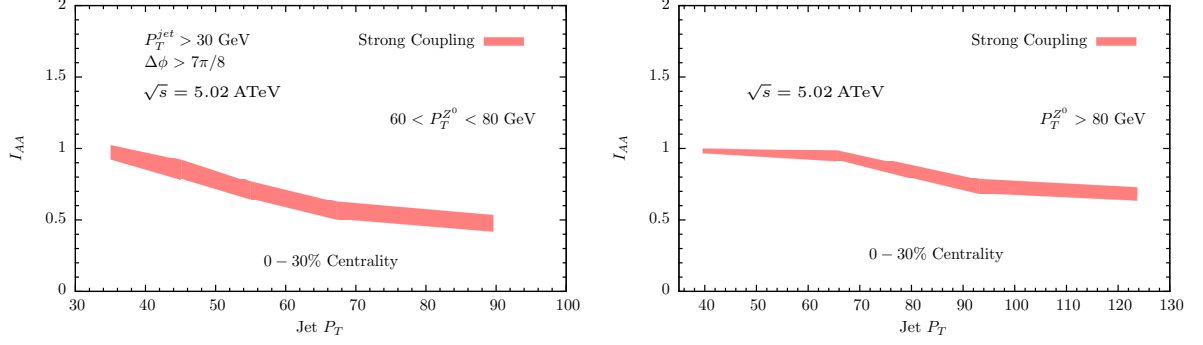 2
1.5
1
0.5
0
I_{AA}
P_T^{jet} > 30 GeV
Δϕ > 7π/8
√s = 5.02 ATeV
Strong Coupling
60 < P_T^{Z^0} < 80 GeV
0 − 30% Centrality
30 40 50 60 70 80 90 100
Jet P_T
2
1.5
1
0.5
0
I_{AA}
Strong Coupling
√s = 5.02 ATeV
P_T^{Z^0} > 80 GeV
0 − 30% Centrality
40 50 60 70 80 90 100 110 120 130
Jet P_T